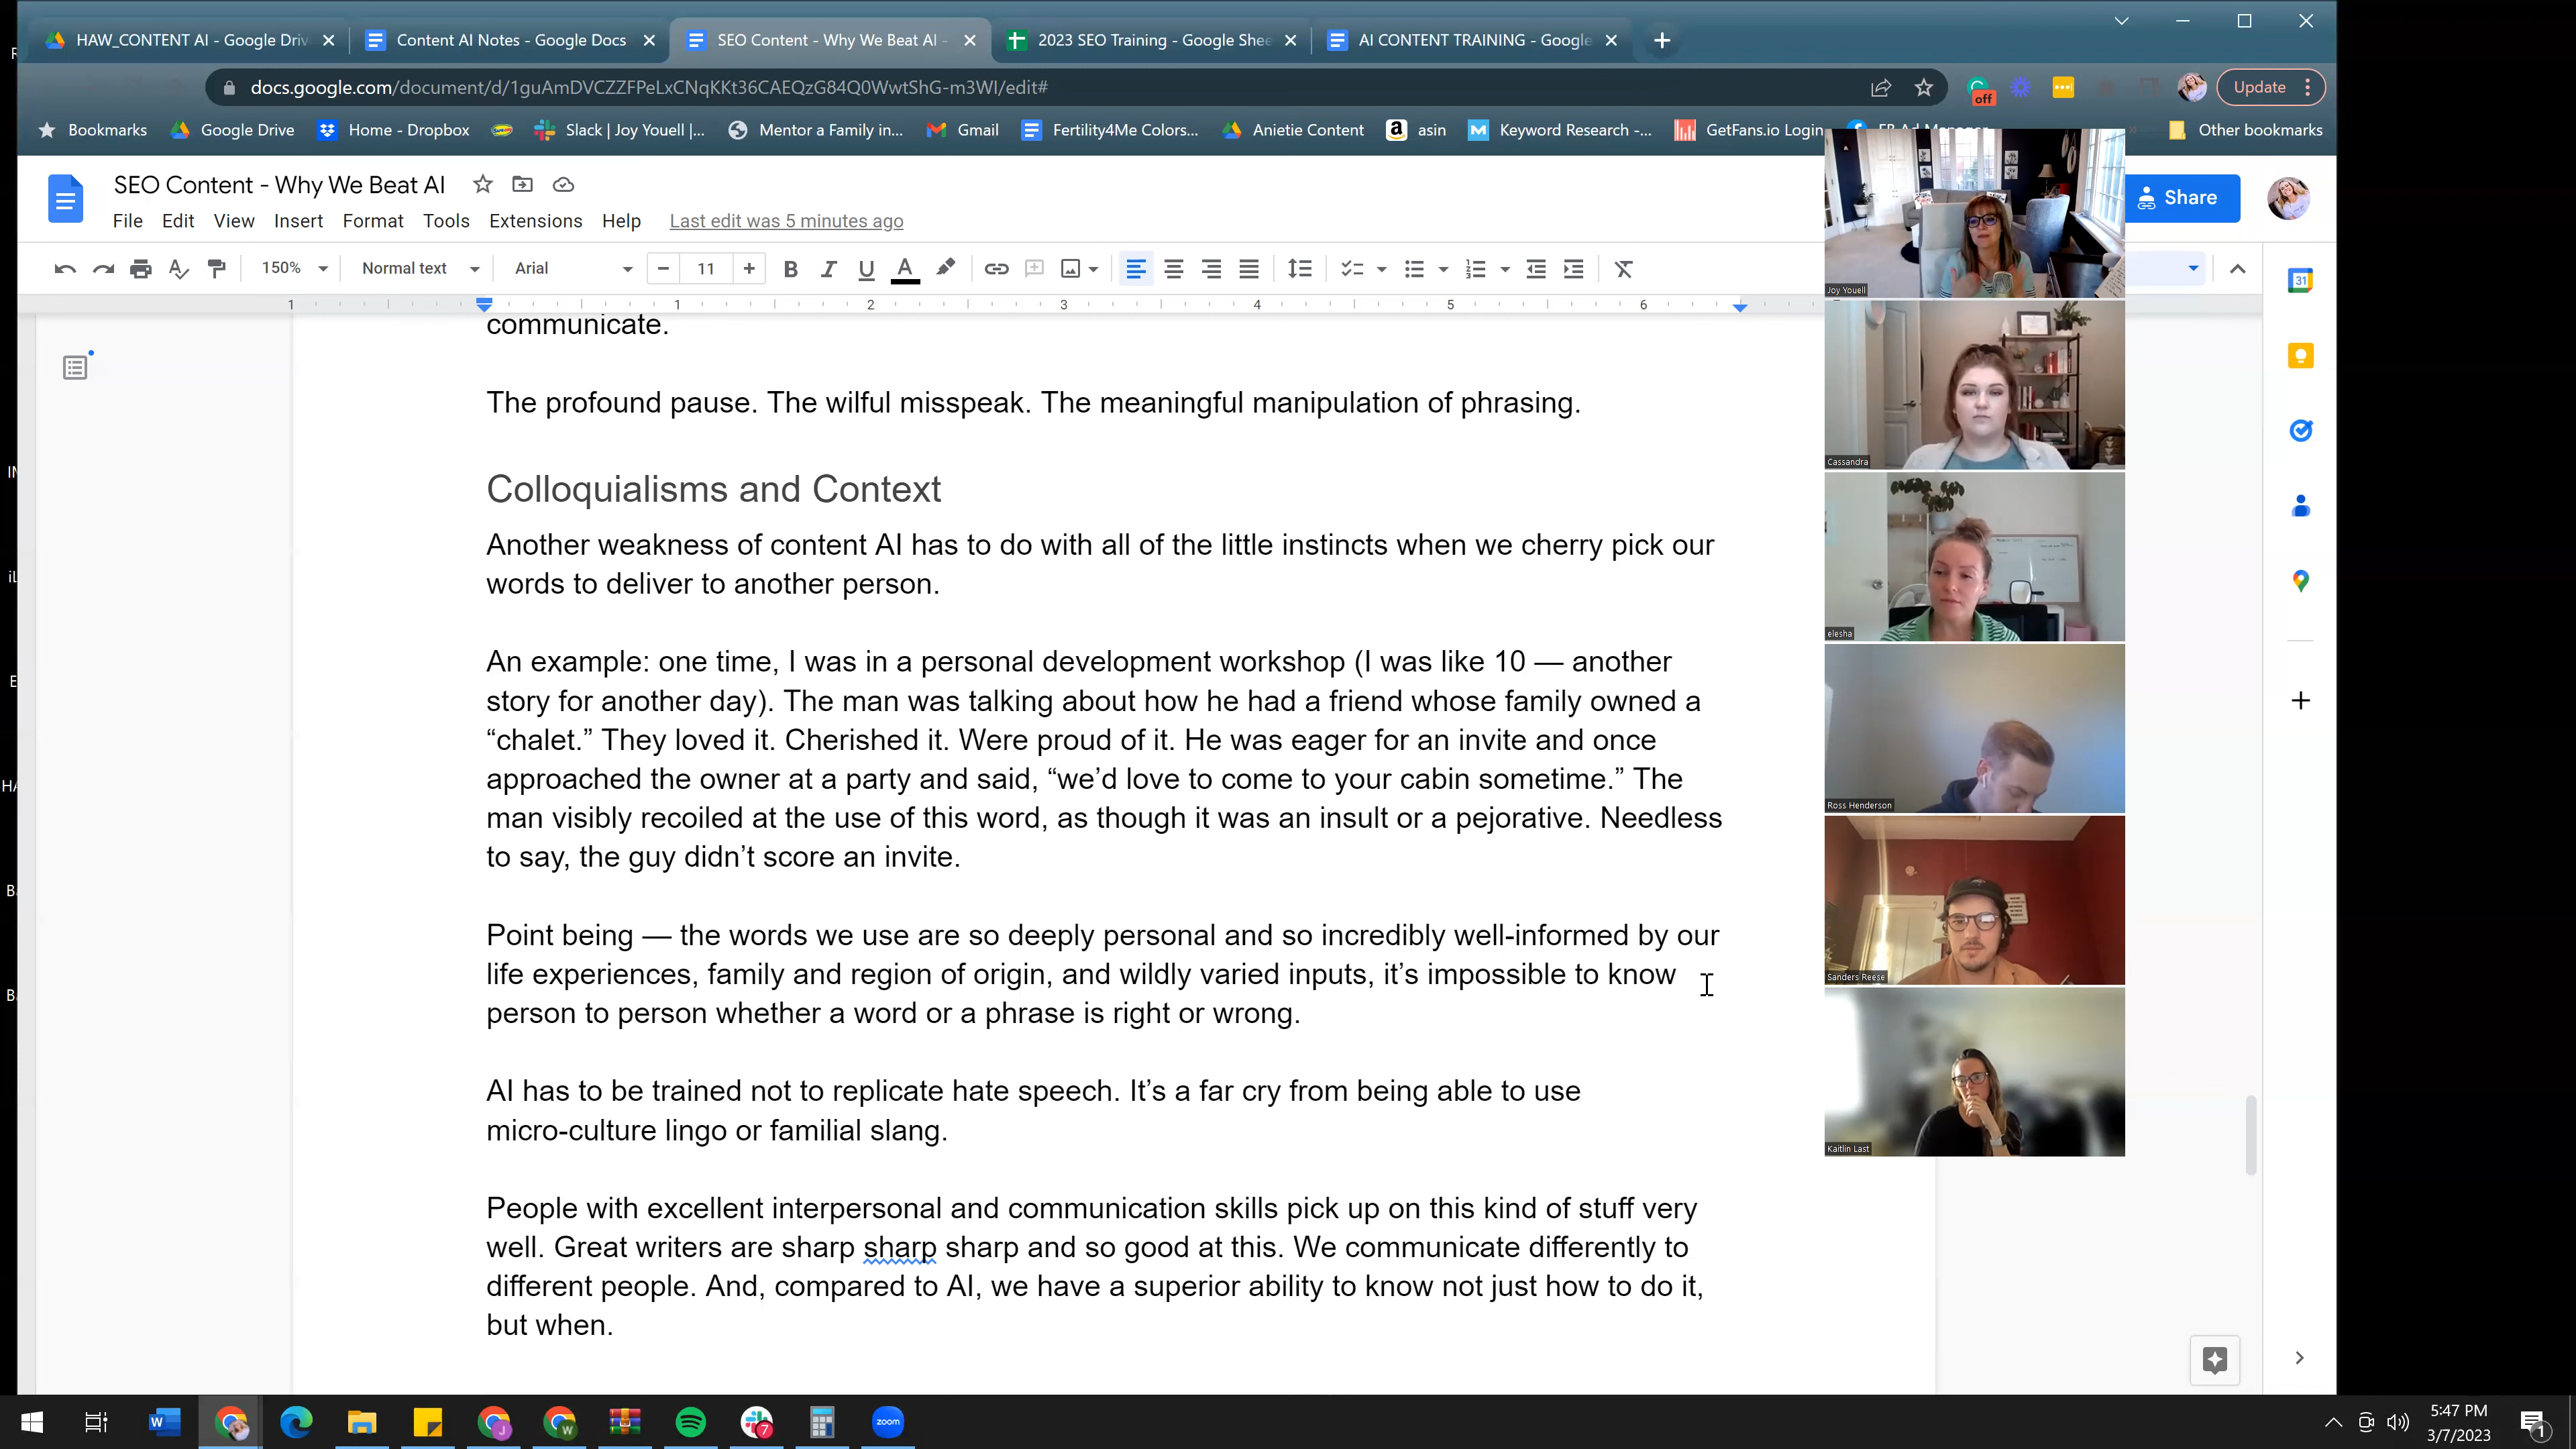 HAW_CONTENT AI - Google Driv
Content AI Notes - Google Docs
SEO Content - Why We Beat AI -
2023 SEO Training - Google Shee
AI CONTENT TRAINING - Google
docs.google.com/document/d/1guAmDVCZZFPeLxCNqKKt36CAEQzG84Q0WwtShG-m3WI/edit#
off
Update
Bookmarks
Google Drive
Home - Dropbox
Slack | Joy Youell |...
Mentor a Family in...
Gmail
Fertility4Me Colors...
Anietie Content
asin
Keyword Research -...
GetFans.io Login
FB Ad Manager
Other bookmarks
SEO Content - Why We Beat AI
File Edit View Insert Format Tools Extensions Help Last edit was 5 minutes ago
Share
150% Normal text Arial 11
1 1 2 3 4 5 6
communicate.
The profound pause. The wilful misspeak. The meaningful manipulation of phrasing.
Colloquialisms and Context
Another weakness of content AI has to do with all of the little instincts when we cherry pick our
words to deliver to another person.
An example: one time, I was in a personal development workshop (I was like 10 — another
story for another day). The man was talking about how he had a friend whose family owned a
“chalet.” They loved it. Cherished it. Were proud of it. He was eager for an invite and once
approached the owner at a party and said, “we’d love to come to your cabin sometime.” The
man visibly recoiled at the use of this word, as though it was an insult or a pejorative. Needless
to say, the guy didn’t score an invite.
Point being — the words we use are so deeply personal and so incredibly well-informed by our
life experiences, family and region of origin, and wildly varied inputs, it’s impossible to know
person to person whether a word or a phrase is right or wrong.
AI has to be trained not to replicate hate speech. It’s a far cry from being able to use
micro-culture lingo or familial slang.
People with excellent interpersonal and communication skills pick up on this kind of stuff very
well. Great writers are sharp sharp sharp and so good at this. We communicate differently to
different people. And, compared to AI, we have a superior ability to know not just how to do it,
but when.
Joy Youell
Cassandra
elesha
Ross Henderson
Sanders Reese
Kaitlin Last
31
7
zoom
5:47 PM
3/7/2023
1